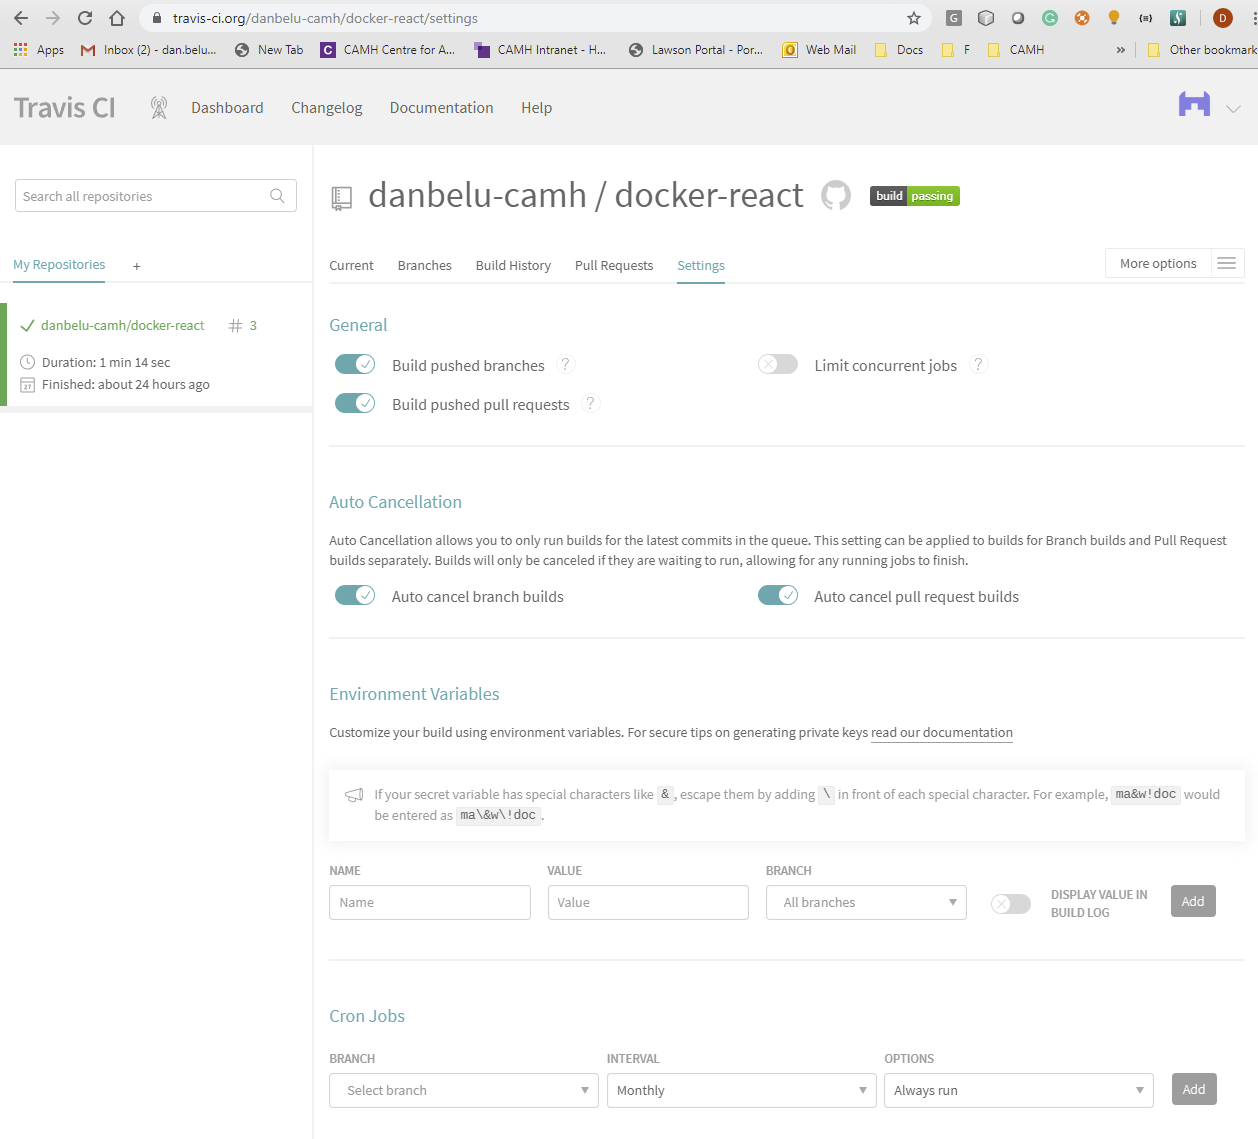 travis-ci.org/danbelu-camh/docker-react/settings
Apps
Inbox (2) - dan.belu...
New Tab
CAMH Centre for A...
CAMH Intranet - H...
Lawson Portal - Por...
Web Mail
Docs
F
CAMH
»
Other bookmark
Travis CI
Dashboard
Changelog
Documentation
Help
D
Search all repositories
My Repositories
+
danbelu-camh/docker-react # 3
Duration: 1 min 14 sec
Finished: about 24 hours ago
danbelu-camh / docker-react
build passing
Current
Branches
Build History
Pull Requests
Settings
More options
General
Build pushed branches ?
Limit concurrent jobs ?
Build pushed pull requests ?
Auto Cancellation
Auto Cancellation allows you to only run builds for the latest commits in the queue. This setting can be applied to builds for Branch builds and Pull Request
builds separately. Builds will only be canceled if they are waiting to run, allowing for any running jobs to finish.
Auto cancel branch builds
Auto cancel pull request builds
Environment Variables
Customize your build using environment variables. For secure tips on generating private keys read our documentation
If your secret variable has special characters like & , escape them by adding \ in front of each special character. For example, ma&w!doc would
be entered as ma\&w\!doc .
NAME
VALUE
BRANCH
Name
Value
All branches
DISPLAY VALUE IN
BUILD LOG
Add
Cron Jobs
BRANCH
INTERVAL
OPTIONS
Select branch
Monthly
Always run
Add